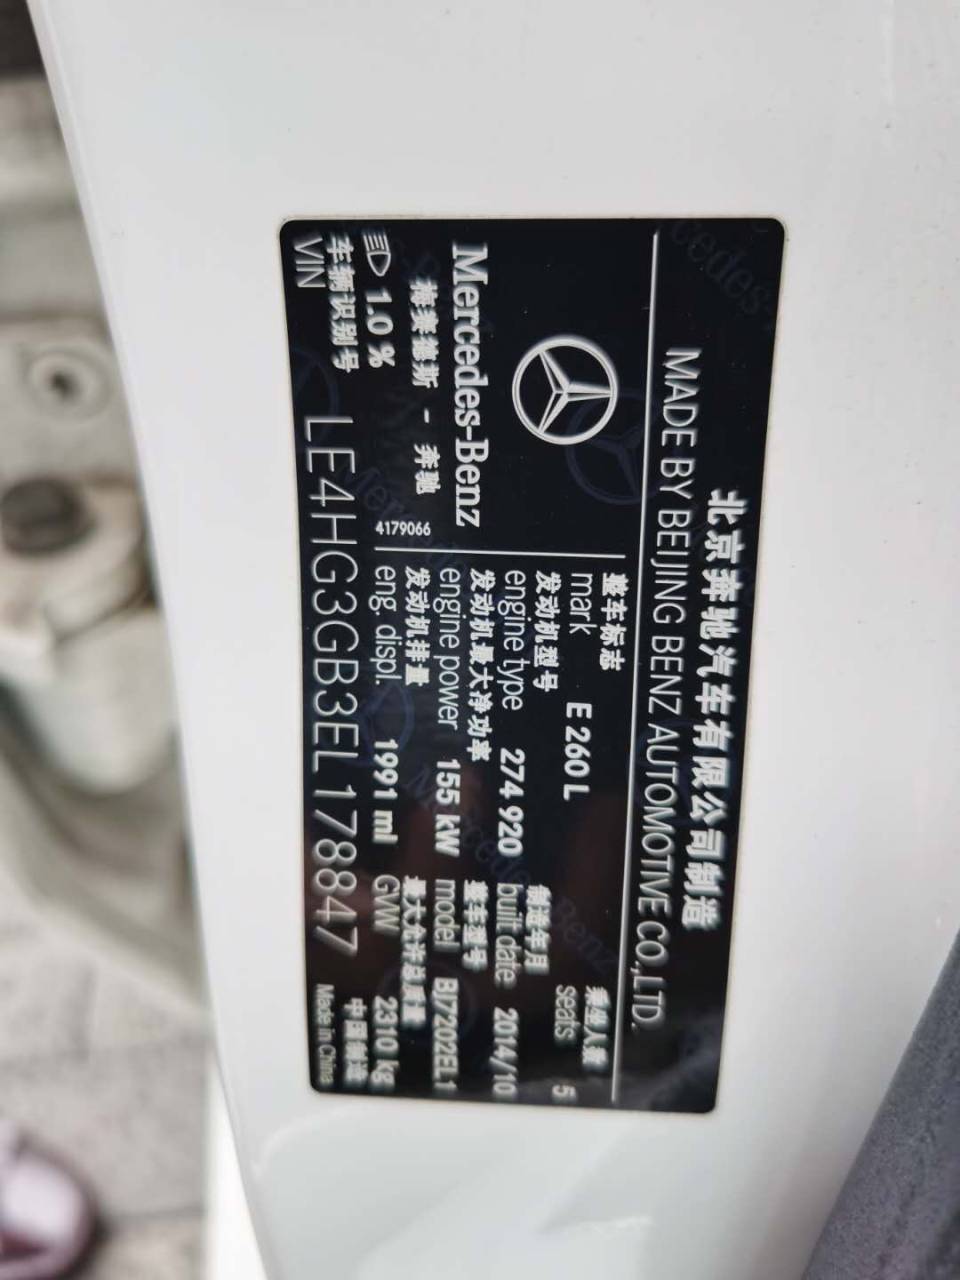 北京奔驰汽车有限公司制造
MADE BY BEIJING BENZ AUTOMOTIVE CO.,LTD.
Mercedes-Benz
梅赛德斯 - 奔驰
1.0 %
4179066
整车标志
mark E 260 L
乘坐人数
seats 5
发动机型号
engine type 274 920
制造年月
built date 2014/10
发动机最大净功率
engine power 155 kW
整车型号
model BJ7202EL1
发动机排量
eng. displ. 1991 ml
最大允许总质量
GVW 2310 kg
车辆识别号
VIN LE4HG3GB3EL178847
中国制造
Made in China